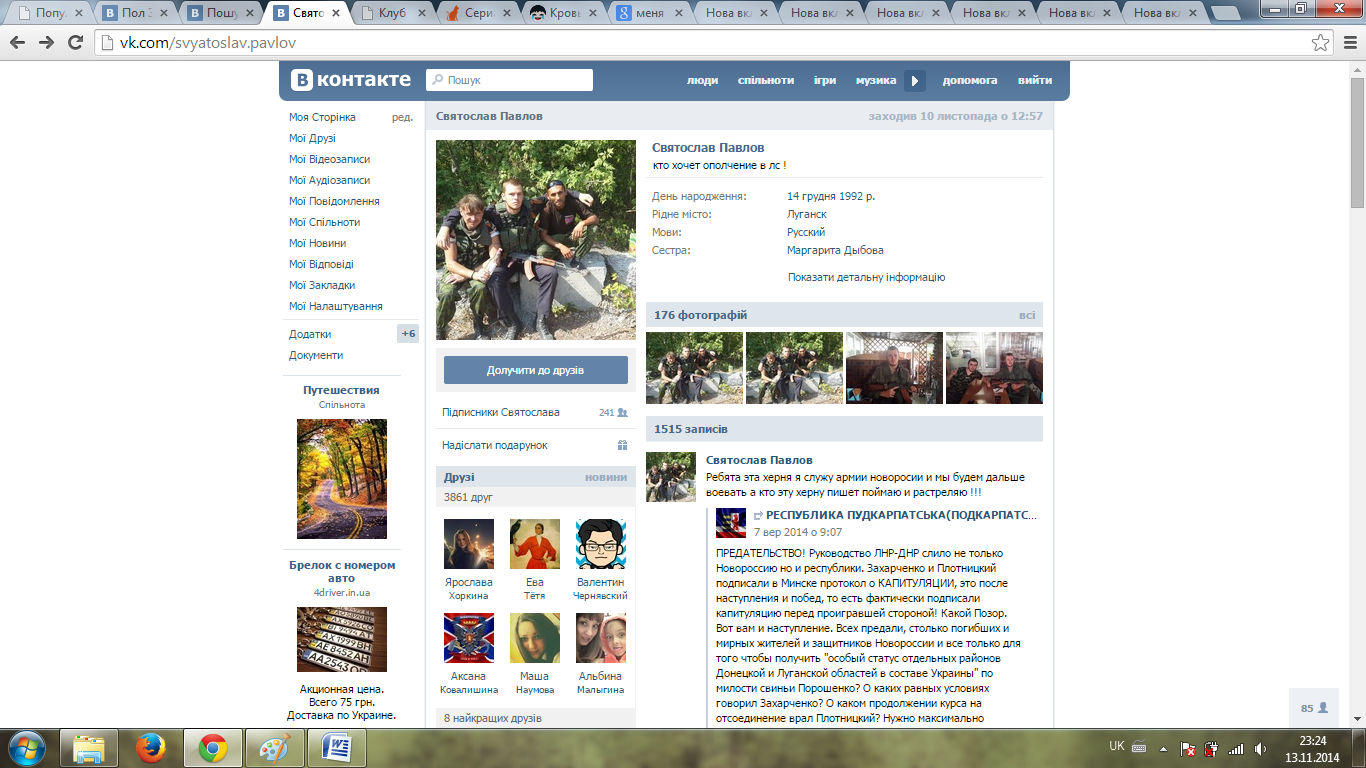 Попу
Пол З
Пошу
Свято
Клуб
Сери
Кровь
меня
Нова вкл
Нова вкл
Нова вкл
Нова вкл
Нова вкл
Нова вкл
vk.com/svyatoslav.pavlov
В контакте
Пошук
люди спільноти ігри музика допомога вийти
Моя Сторінка ред.
Мої Друзі
Мої Відеозаписи
Мої Аудіозаписи
Мої Повідомлення
Мої Спільноти
Мої Новини
Мої Відповіді
Мої Закладки
Мої Налаштування
Додатки +6
Документи
Путешествия
Спільнота
Брелок с номером
авто
4driver.in.ua
Акционная цена.
Всего 75 грн.
Доставка по Украине.
Святослав Павлов заходив 10 листопада о 12:57
Долучити до друзів
Підписники Святослава 241
Надіслати подарунок
Друзі новини
3861 друг
Ярослава
Хоркина
Ева
Тётя
Валентин
Чернявский
Аксана
Ковалишина
Маша
Наумова
Альбина
Малыгина
8 найкращих друзів
Святослав Павлов
кто хочет ополчение в лс !
День народження: 14 грудня 1992 р.
Рідне місто: Луганск
Мови: Русский
Сестра: Маргарита Дыбова
Показати детальну інформацію
176 фотографій всі
1515 записів
Святослав Павлов
Ребята эта херня я служу армии новоросии и мы будем дальше
воевать а кто эту херну пишет поймаю и растреляю !!!
РЕСПУБЛИКА ПУДКАРПАТСЬКА(ПОДКАРПАТС...
7 вер 2014 о 9:07
ПРЕДАТЕЛЬСТВО! Руководство ЛНР-ДНР слило не только
Новороссию но и республики. Захарченко и Плотницкий
подписали в Минске протокол о КАПИТУЛЯЦИИ, это после
наступления и побед, то есть фактически подписали
капитуляцию перед проигравшей стороной! Какой Позор.
Вот вам и наступление. Всех предали, столько погибших и
мирных жителей и защитников Новороссии и все только для
того чтобы получить "особый статус отдельных районов
Донецкой и Луганской областей в составе Украины" по
милости свиньи Порошенко? О каких равных условиях
говорил Захарченко? О каком продолжении курса на
отсоединение врал Плотницкий? Нужно максимально
85
UK
23:24
13.11.2014